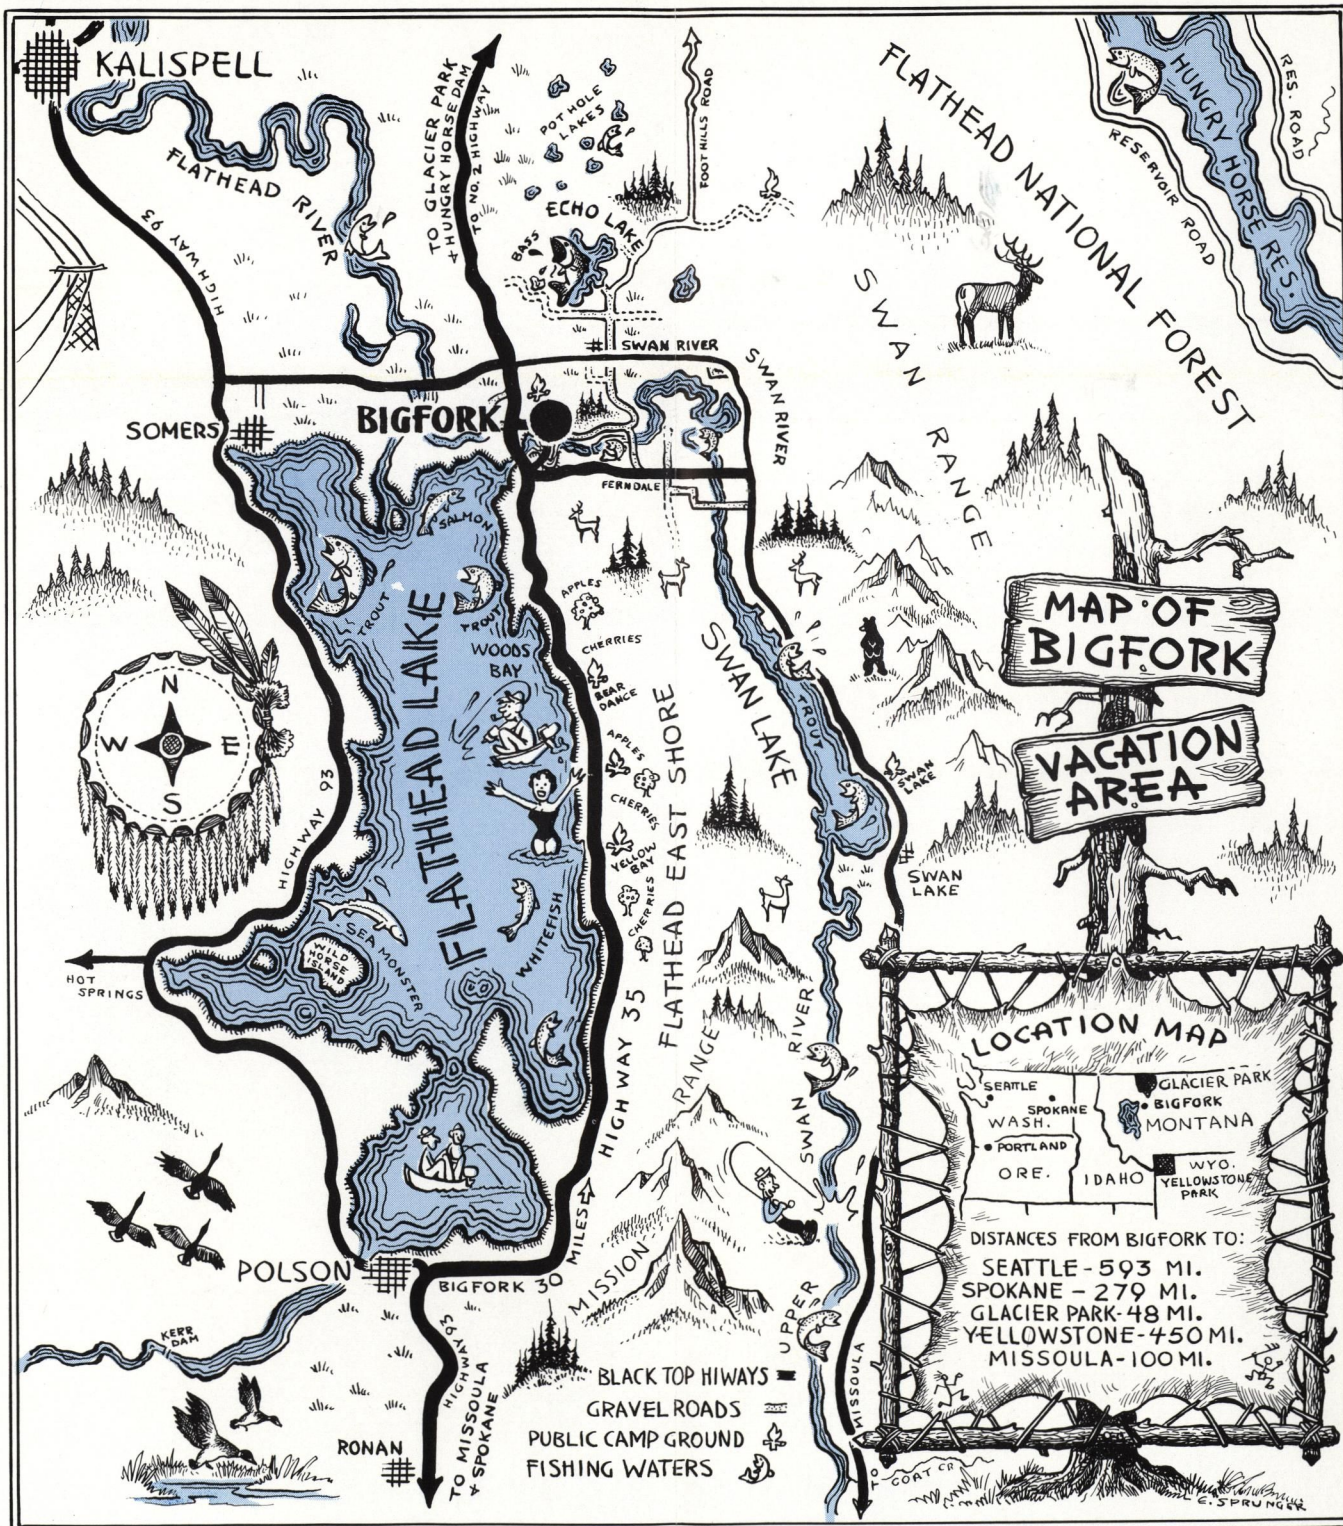 KALISPELL
FLATHEAD RIVER
HIGHWAY 93
TO GLACIER PARK
& HUNGRY HORSE DAM
TO NO. 2 HIGHWAY
POT HOLE
LAKES
FOOT HILLS ROAD
ECHO LAKE
BASS
FLATHEAD NATIONAL FOREST
HUNGRY HORSE RES.
RES. ROAD
RESERVOIR ROAD
SWAN RANGE
SWAN RIVER
SWAN RIVER
SOMERS
BIGFORK
FERNDALE
SALMON
TROUT
TROUT
WOODS
BAY
FLATHEAD LAKE
APPLES
CHERRIES
BEAR
DANCE
APPLES
CHERRIES
YELLOW
BAY
CHERRIES
FLATHEAD EAST SHORE
SWAN LAKE
TROUT
SWAN
LAKE
SWAN
LAKE
MAP OF
BIGFORK
VACATION
AREA
N
W E
S
HIGHWAY 93
SEA MONSTER
WILD
HORSE
ISLAND
WHITEFISH
HOT
SPRINGS
HIGHWAY 35
MISSION RANGE
UPPER SWAN RIVER
POLSON
BIGFORK 30 MILES
KERR
DAM
HIGHWAY 93
TO MISSOULA
& SPOKANE
RONAN
BLACK TOP HIWAYS
GRAVEL ROADS
PUBLIC CAMP GROUND
FISHING WATERS
TO MISSOULA
GOAT CR
LOCATION MAP
SEATTLE
SPOKANE
WASH.
PORTLAND
ORE.
IDAHO
GLACIER PARK
BIGFORK
MONTANA
WYO.
YELLOWSTONE
PARK
DISTANCES FROM BIGFORK TO:
SEATTLE - 593 MI.
SPOKANE - 279 MI.
GLACIER PARK - 48 MI.
YELLOWSTONE - 450 MI.
MISSOULA - 100 MI.
E. SPRUNGER